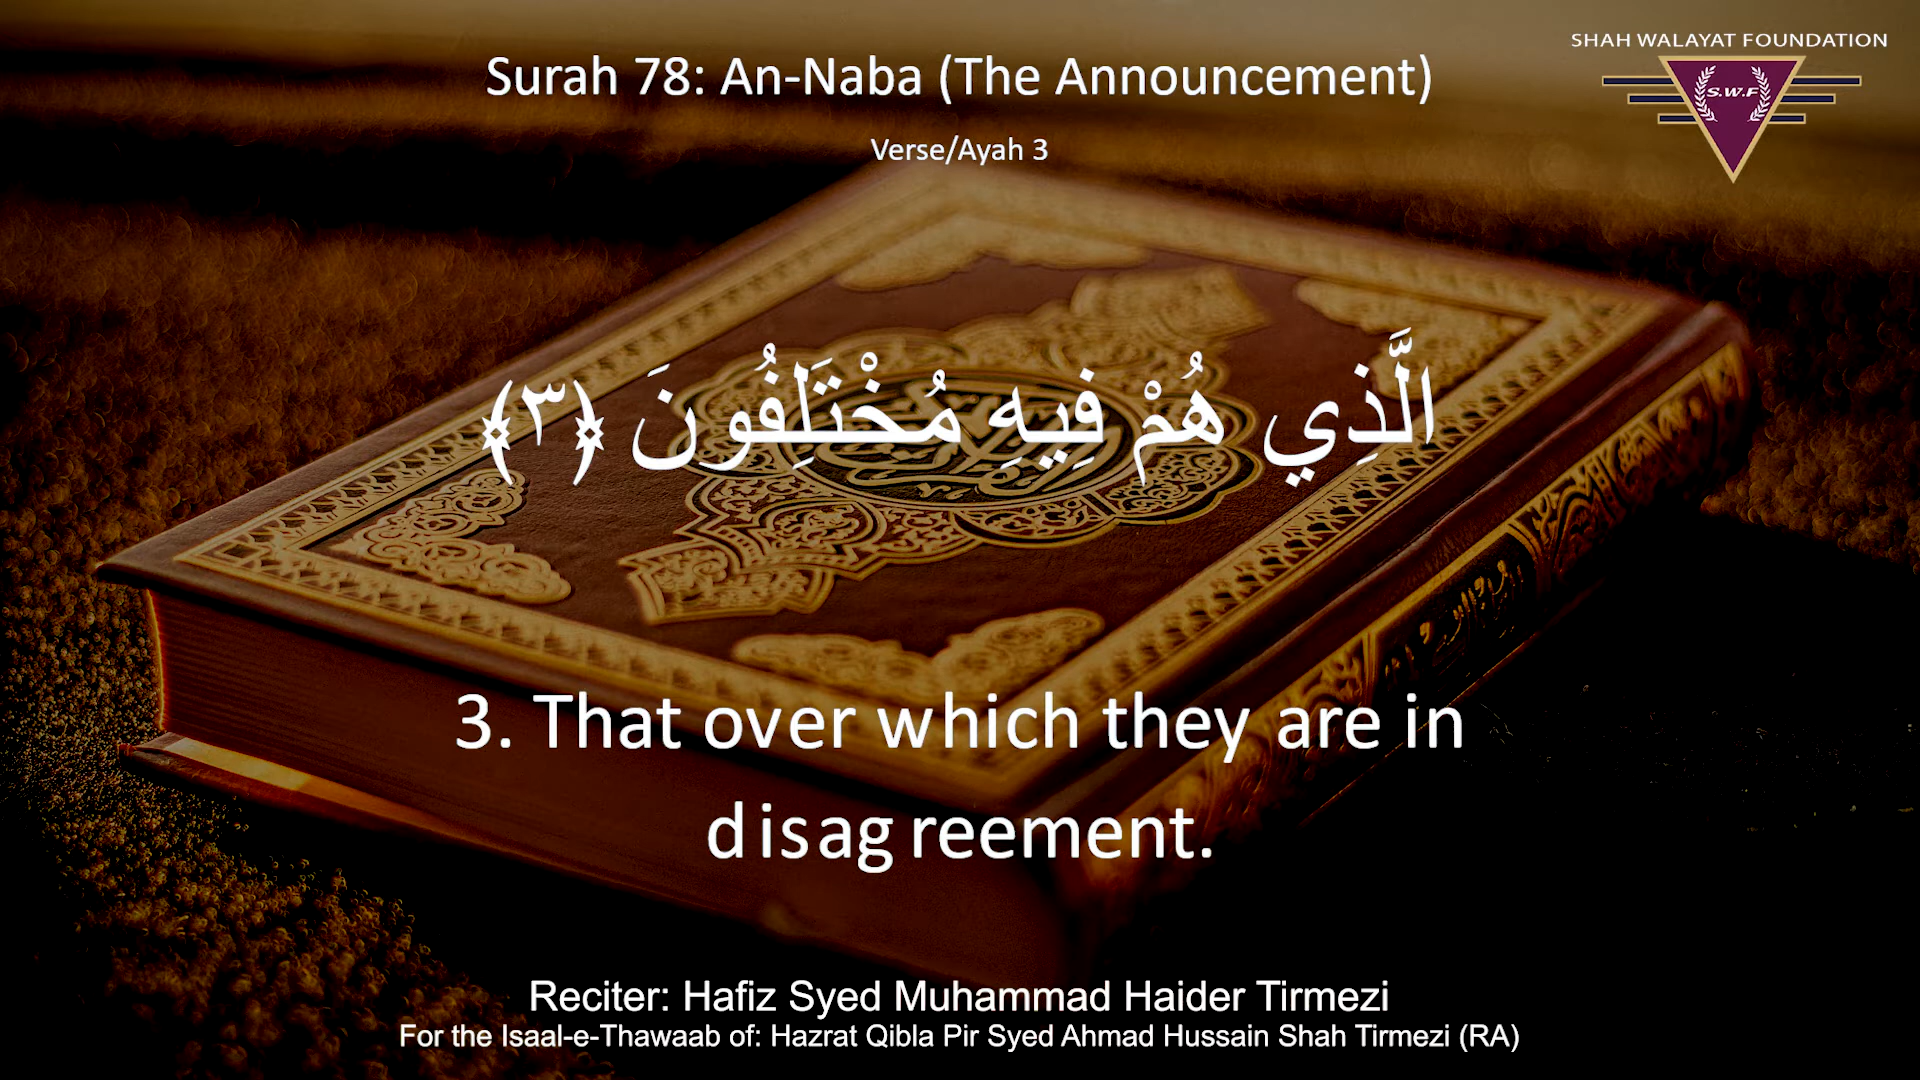 SHAH WALAYAT FOUNDATION
S.W.F
Surah 78: An-Naba (The Announcement)
Verse/Ayah 3
الَّذِي هُمْ فِيهِ مُخْتَلِفُونَ ﴿٣﴾
3. That over which they are in
disagreement.
Reciter: Hafiz Syed Muhammad Haider Tirmezi
For the Isaal-e-Thawaab of: Hazrat Qibla Pir Syed Ahmad Hussain Shah Tirmezi (RA)